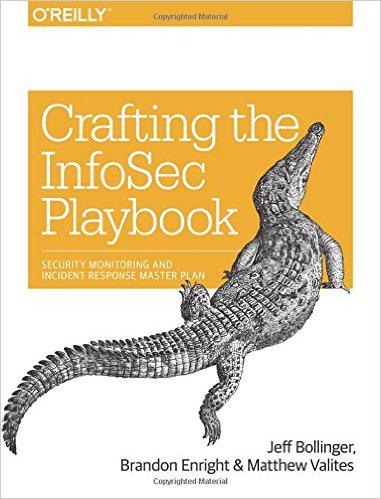 O'REILLY®
Copyrighted Material
Crafting the
InfoSec
Playbook
SECURITY MONITORING AND
INCIDENT RESPONSE MASTER PLAN
Jeff Bollinger,
Brandon Enright & Matthew Valites
Copyrighted Material